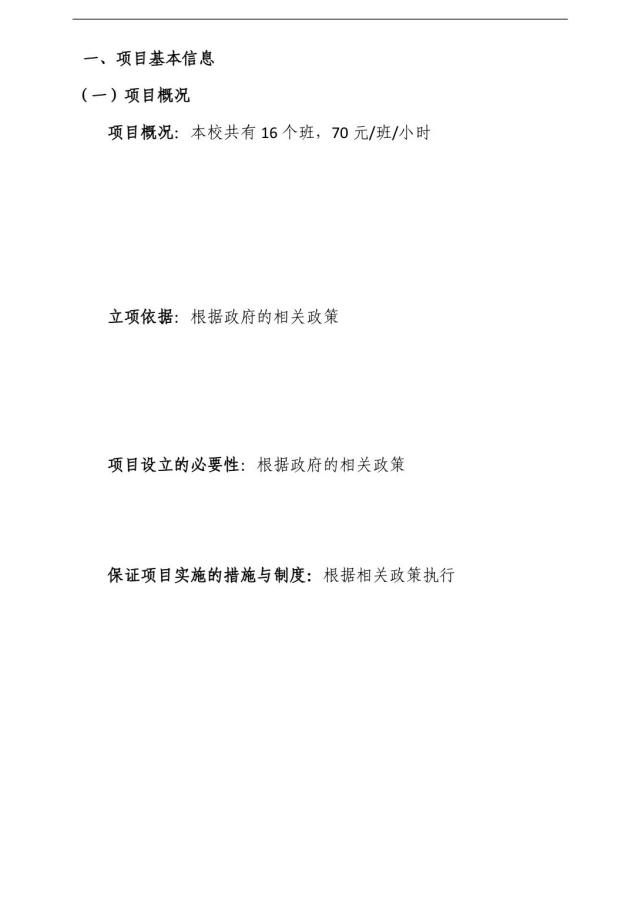 一、项目基本信息
（一）项目概况
项目概况：本校共有 16 个班，70 元/班/小时
立项依据：根据政府的相关政策
项目设立的必要性：根据政府的相关政策
保证项目实施的措施与制度：根据相关政策执行